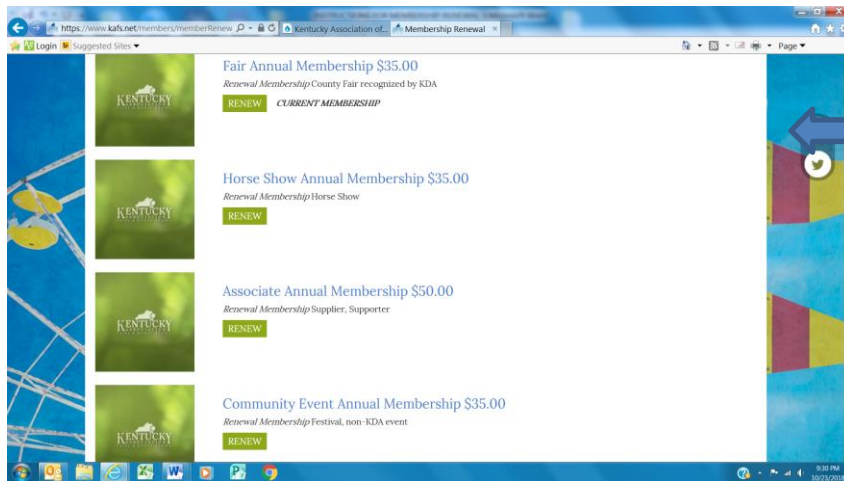 https://www.kafs.net/members/memberRenew
Kentucky Association of...
Membership Renewal
Login
Suggested Sites
Page
Fair Annual Membership $35.00
Renewal Membership County Fair recognized by KDA
RENEW CURRENT MEMBERSHIP
KENTUCKY
Horse Show Annual Membership $35.00
Renewal Membership Horse Show
RENEW
KENTUCKY
Associate Annual Membership $50.00
Renewal Membership Supplier, Supporter
RENEW
KENTUCKY
Community Event Annual Membership $35.00
Renewal Membership Festival, non-KDA event
RENEW
KENTUCKY
9:30 PM